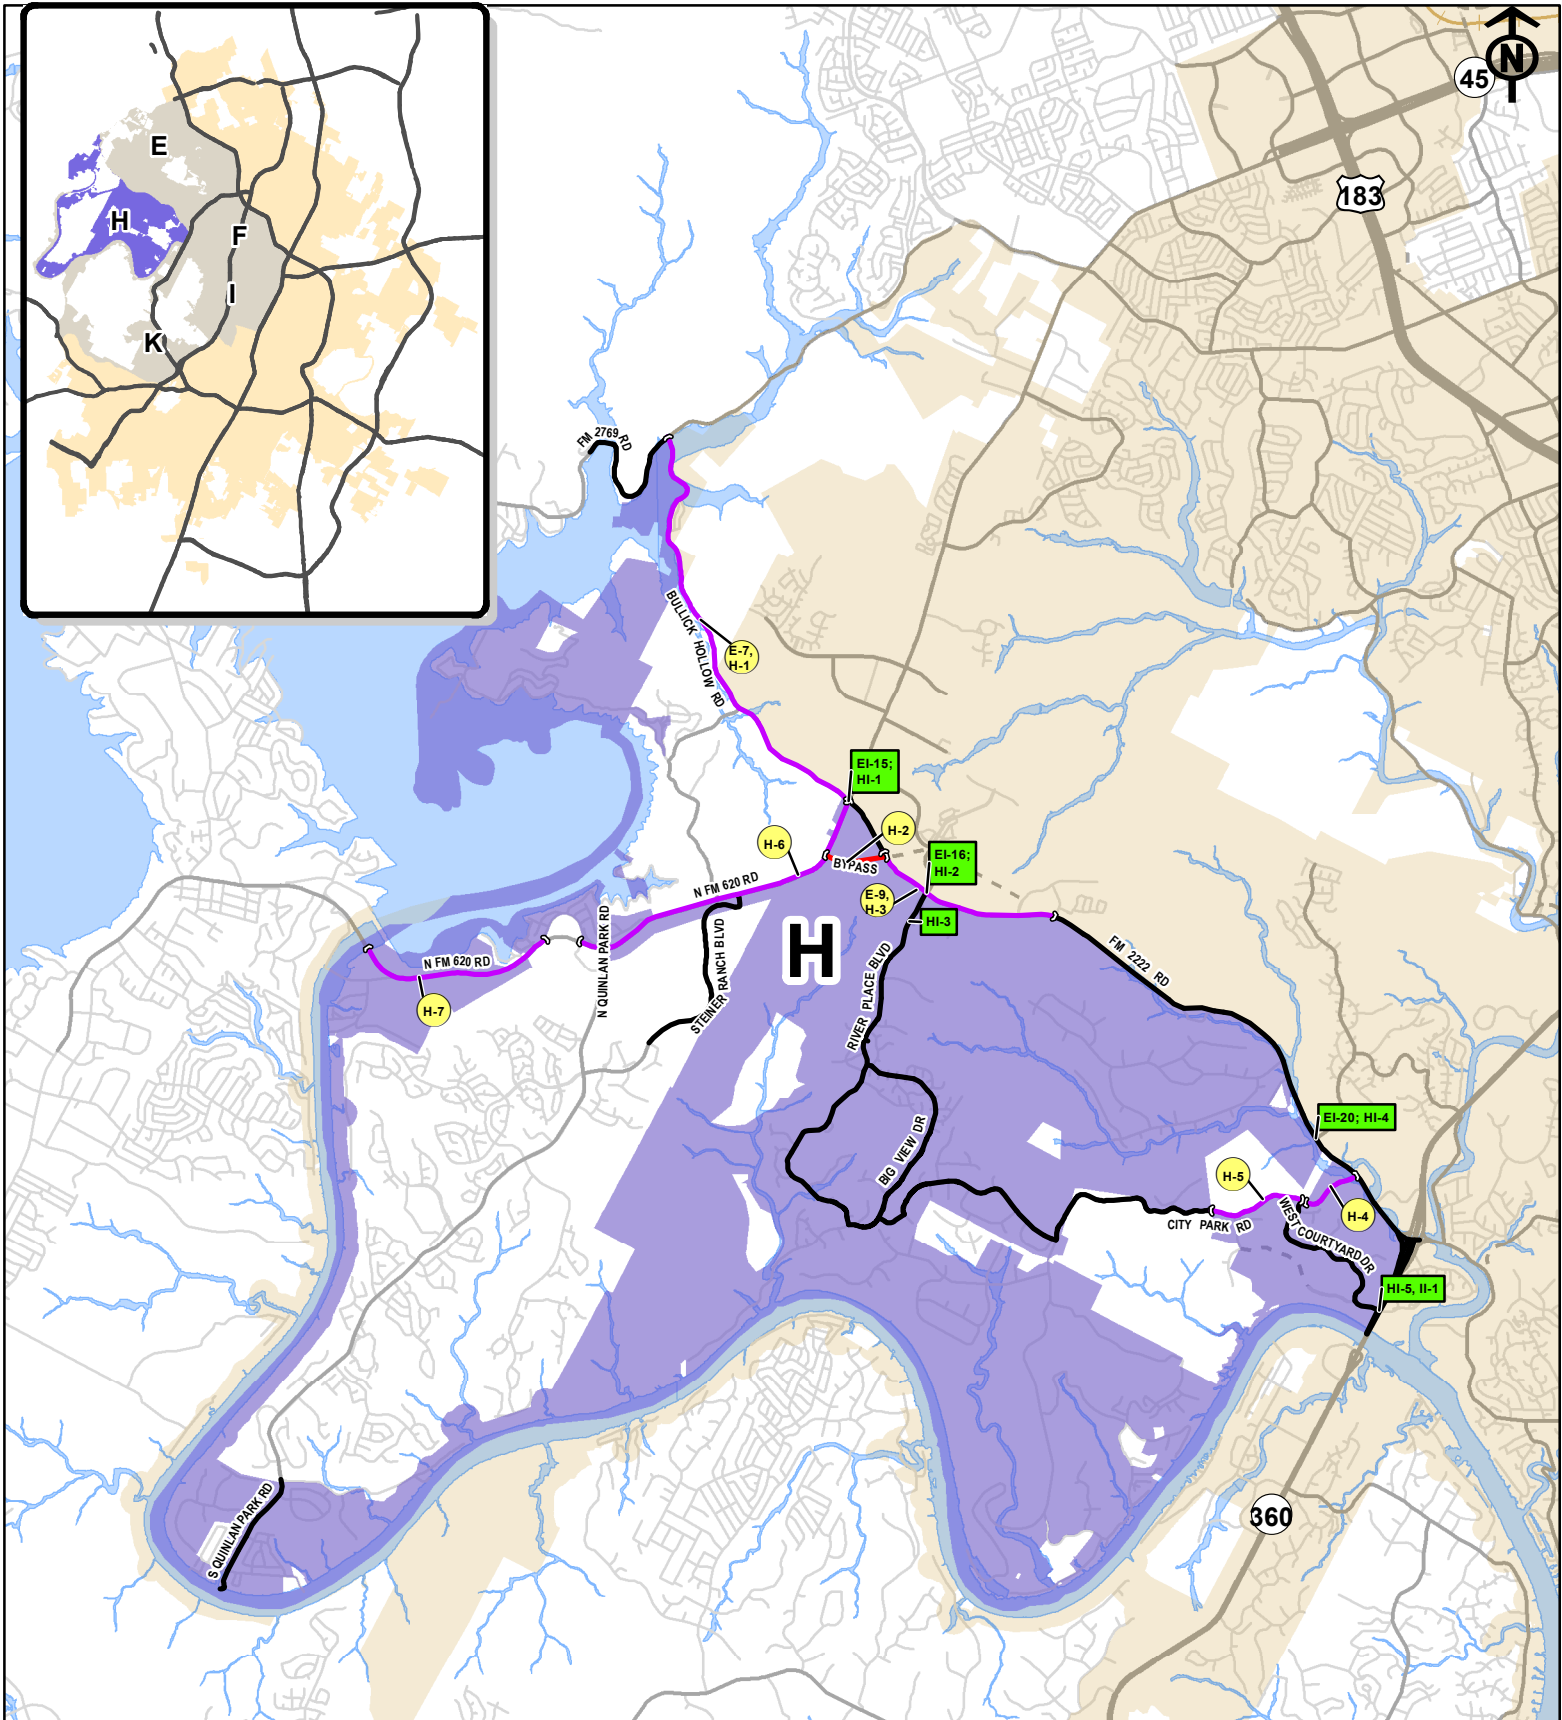 N
45
183
E
H
F
I
K
FM 2769 RD
BULLICK HOLLOW RD
E-7,
H-1
EI-15;
HI-1
H-2
H-6
BYPASS
EI-16;
HI-2
N FM 620 RD
E-9,
H-3
HI-3
H
N QUINLAN PARK RD
STEINER RANCH BLVD
RIVER PLACE BLVD
FM 2222 RD
N FM 620 RD
H-7
EI-20; HI-4
BIG VIEW DR
H-5
H-4
CITY PARK RD
WEST COURTYARD DR
HI-5, II-1
S QUINLAN PARK RD
360